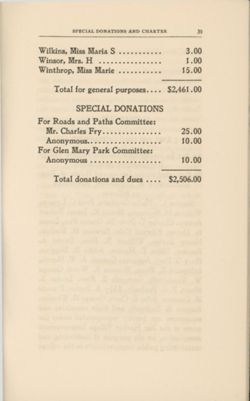 SPECIAL DONATIONS AND CHARTER 39
Wilkins, Miss Maria S ........... 3.00
Winsor, Mrs. H ................ 1.00
Winthrop, Miss Marie ........... 15.00
Total for general purposes.... $2,461.00
SPECIAL DONATIONS
For Roads and Paths Committee:
Mr. Charles Fry............... 25.00
Anonymous.................. 10.00
For Glen Mary Park Committee:
Anonymous .................. 10.00
Total donations and dues .... $2,506.00